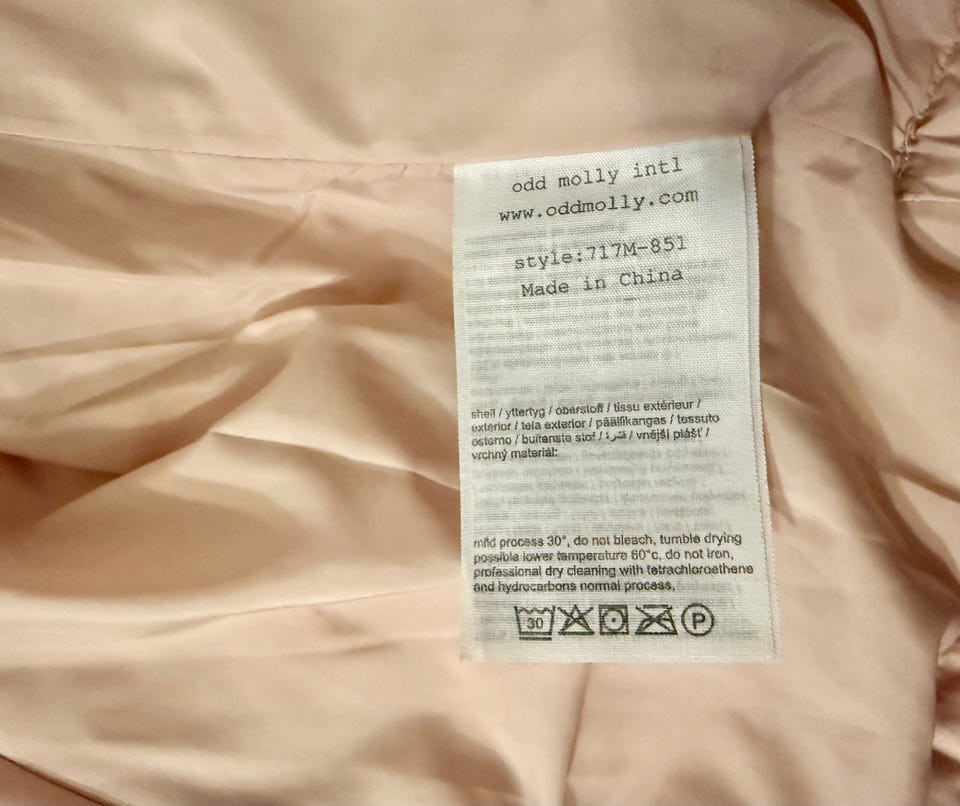 odd molly intl
www.oddmolly.com
style:717M-851
Made in China
shell / yttertyg / oberstoff / tissu extérieur /
exterior / tela exterior / päällikangas / tessuto
esterno / buitenste stof / قشرة / vnější plášť /
vrchný materiál:
mild process 30°, do not bleach, tumble drying
possible lower temperature 60°c, do not iron,
professional dry cleaning with tetrachloroethene
and hydrocarbons normal process.
30 P